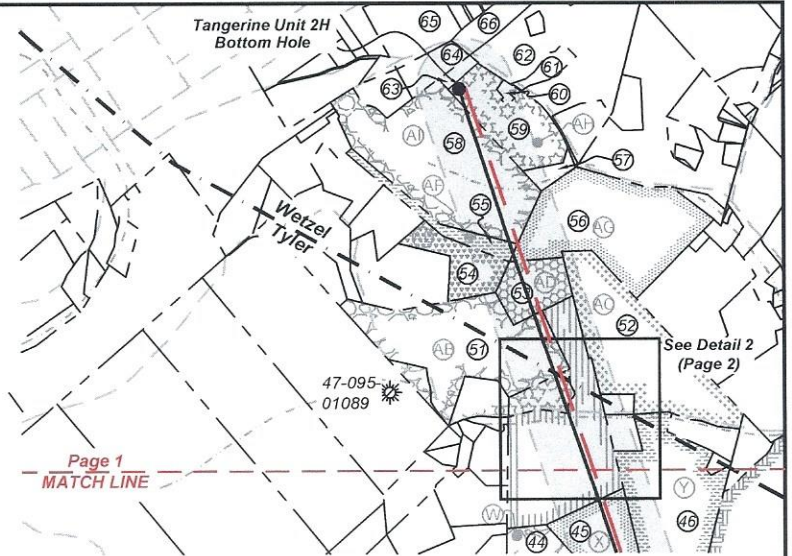 Tangerine Unit 2H
Bottom Hole
65
66
64
62
61
63
60
AI
58
59
AH
57
AF
55
56
AG
Wetzel
Tyler
54
53
AD
AC
52
AB
51
See Detail 2
(Page 2)
47-095-
01089
Page 1
MATCH LINE
W
44
45
X
Y
46